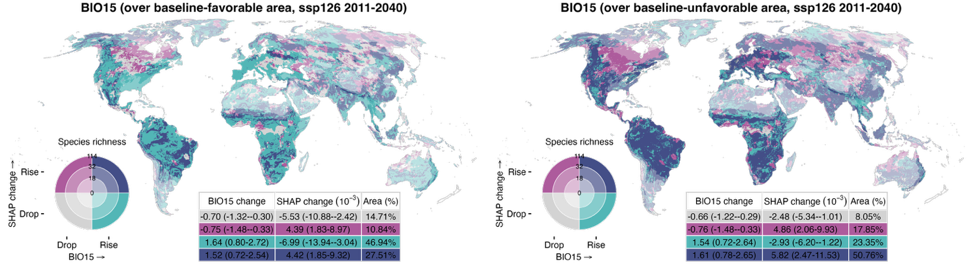 BIO15 (over baseline-favorable area, ssp126 2011-2040)
Species richness
114
32
18
0
SHAP change →
Rise
Drop
Drop
Rise
BIO15 →
BIO15 change SHAP change (10⁻³) Area (%)
-0.70 (-1.32--0.30) -5.53 (-10.88--2.42) 14.71%
-0.75 (-1.48--0.33) 4.39 (1.83-8.97) 10.84%
1.64 (0.80-2.72) -6.99 (-13.94--3.04) 46.94%
1.52 (0.72-2.54) 4.42 (1.85-9.32) 27.51%
BIO15 (over baseline-unfavorable area, ssp126 2011-2040)
Species richness
114
32
18
0
SHAP change →
Rise
Drop
Drop
Rise
BIO15 →
BIO15 change SHAP change (10⁻³) Area (%)
-0.66 (-1.22--0.29) -2.48 (-5.34--1.01) 8.05%
-0.76 (-1.48--0.33) 4.86 (2.06-9.93) 17.85%
1.54 (0.72-2.64) -2.93 (-6.20--1.22) 23.35%
1.61 (0.78-2.65) 5.82 (2.47-11.53) 50.76%